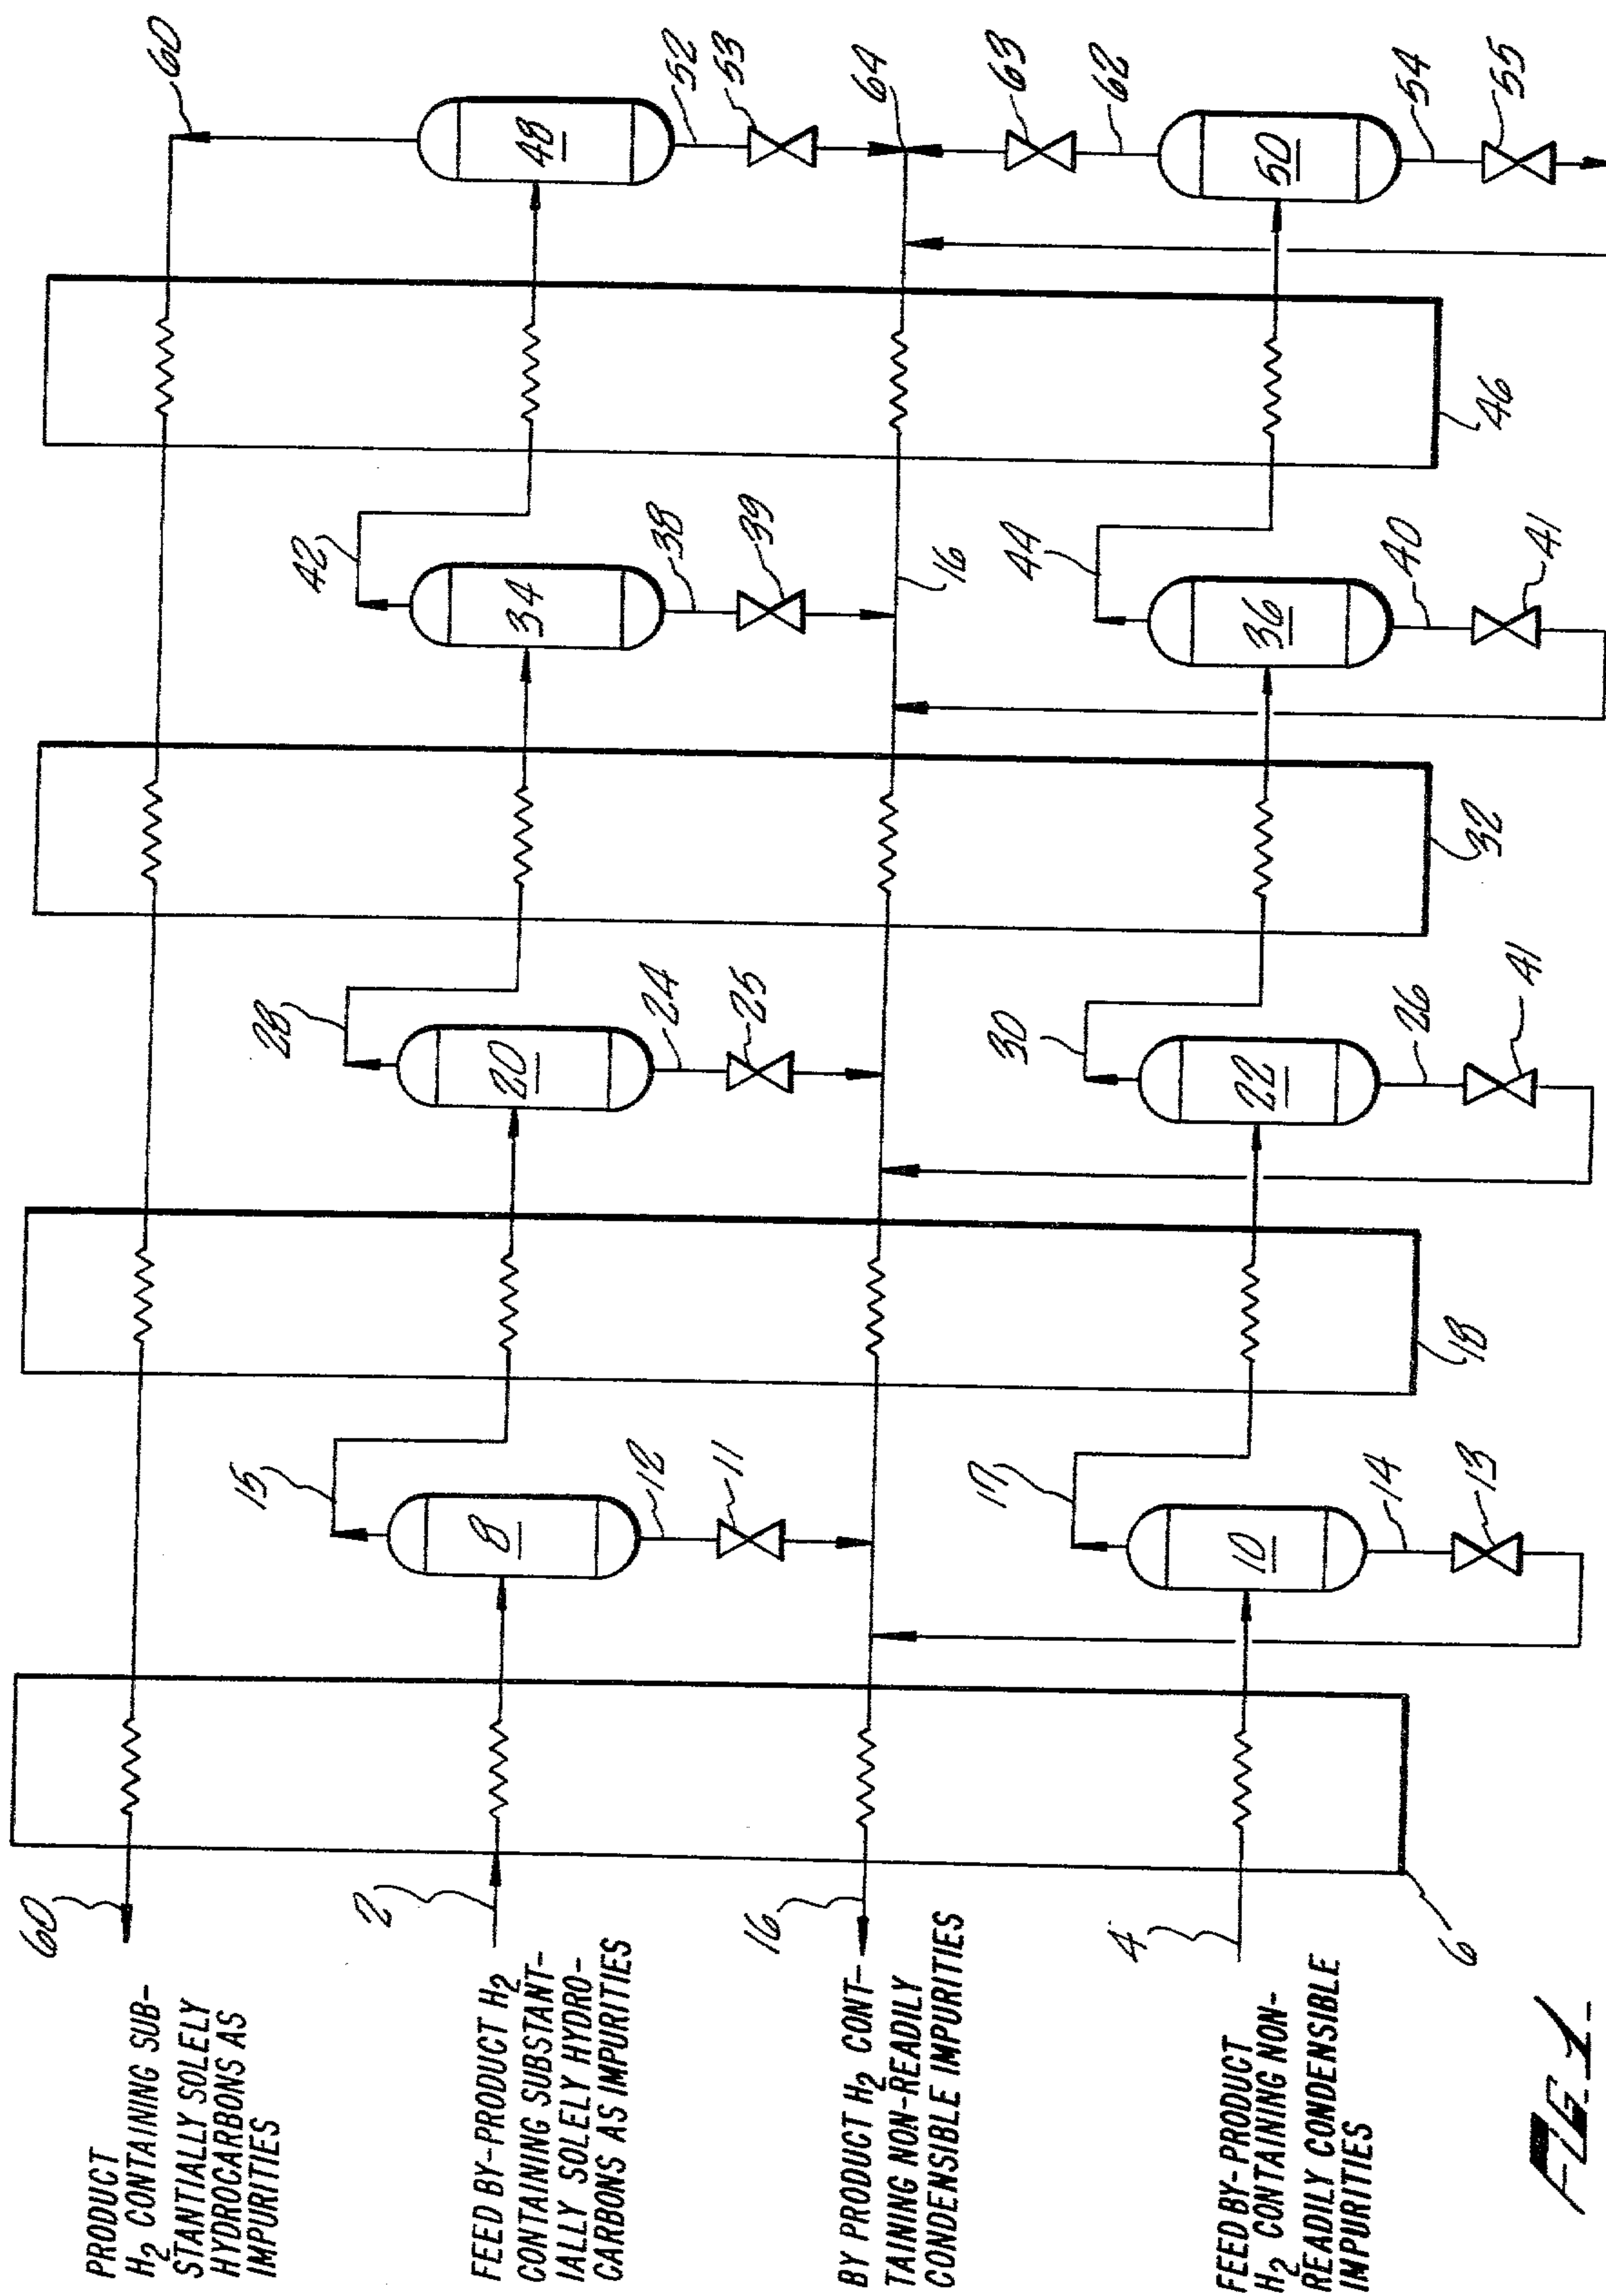 PRODUCT
H2 CONTAINING SUB-
STANTIALLY SOLELY
HYDROCARBONS AS
IMPURITIES
60
60
FEED BY-PRODUCT H2
CONTAINING SUBSTANT-
IALLY SOLELY HYDRO-
CARBONS AS IMPURITIES
2
8
15
12
11
20
28
24
25
34
42
38
39
48
52
53
BY PRODUCT H2 CONT-
TAINING NON-READILY
CONDENSIBLE IMPURITIES
16
16
64
63
62
FEED BY-PRODUCT
H2 CONTAINING NON-
READILY CONDENSIBLE
IMPURITIES
4
10
17
14
13
22
30
26
41
36
44
40
41
50
54
55
6
18
32
46
FIG. 1.